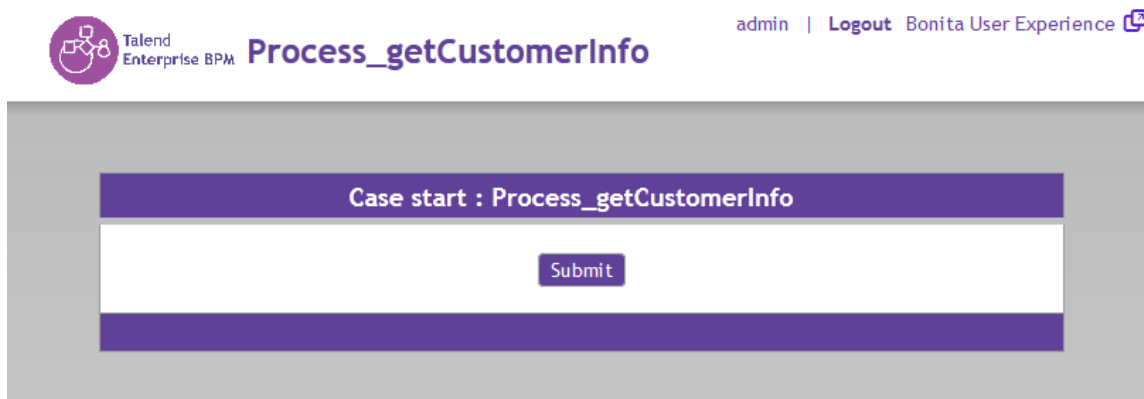 admin | Logout Bonita User Experience
Talend
Enterprise BPM
Process_getCustomerInfo
Case start : Process_getCustomerInfo
Submit